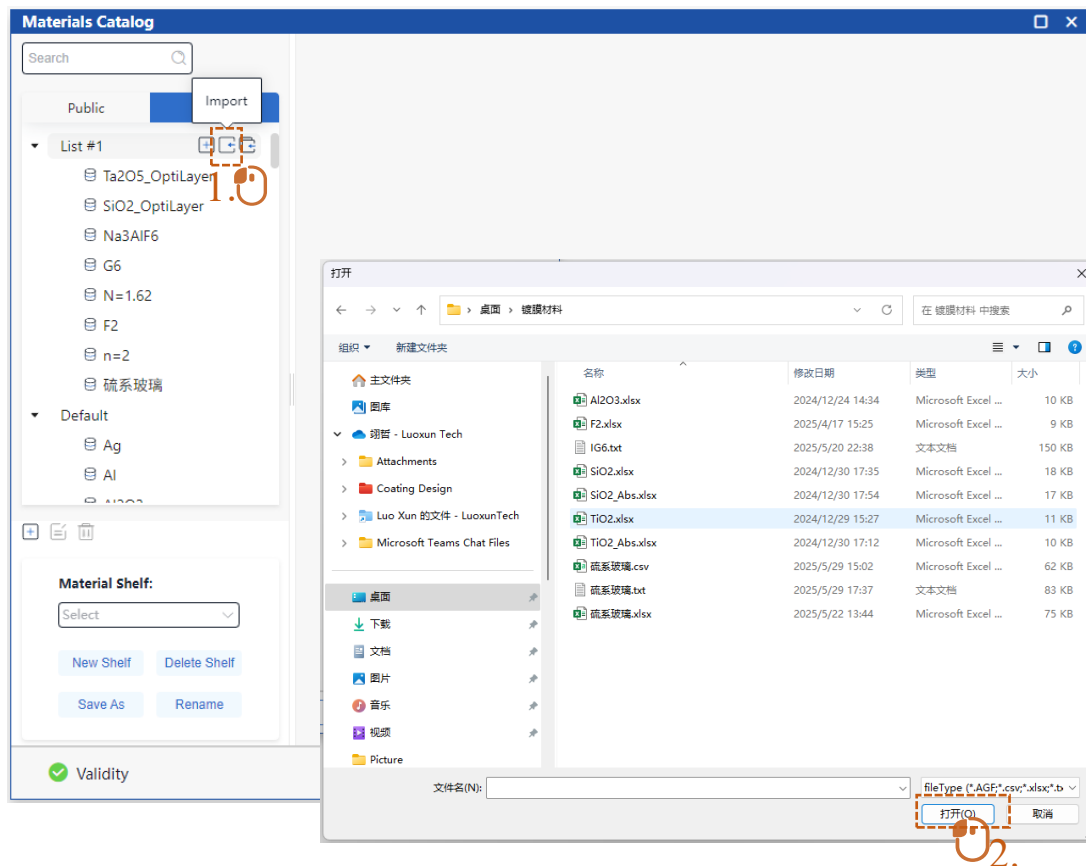 Materials Catalog
Search
Public
Import
List #1
1.
Ta2O5_OptiLayer
SiO2_OptiLayer
Na3AlF6
G6
N=1.62
F2
n=2
硫系玻璃
Default
Ag
Al
Al2O3
Material Shelf:
Select
New Shelf Delete Shelf
Save As Rename
Validity
打开
桌面 › 镀膜材料
在 镀膜材料 中搜索
组织 新建文件夹
主文件夹
图库
翊哲 - Luoxun Tech
Attachments
Coating Design
Luo Xun 的文件 - LuoxunTech
Microsoft Teams Chat Files
桌面
下载
文档
图片
音乐
视频
Picture
名称 修改日期 类型 大小
Al2O3.xlsx 2024/12/24 14:34 Microsoft Excel ... 10 KB
F2.xlsx 2025/4/17 15:25 Microsoft Excel ... 9 KB
IG6.txt 2025/5/20 22:38 文本文档 150 KB
SiO2.xlsx 2024/12/30 17:35 Microsoft Excel ... 18 KB
SiO2_Abs.xlsx 2024/12/30 17:54 Microsoft Excel ... 17 KB
TiO2.xlsx 2024/12/29 15:27 Microsoft Excel ... 11 KB
TiO2_Abs.xlsx 2024/12/30 17:12 Microsoft Excel ... 10 KB
硫系玻璃.csv 2025/5/29 15:02 Microsoft Excel ... 62 KB
硫系玻璃.txt 2025/5/29 17:37 文本文档 83 KB
硫系玻璃.xlsx 2025/5/22 13:44 Microsoft Excel ... 75 KB
文件名(N): fileType (*.AGF;*.csv;*.xlsx;*.tx
打开(O) 取消
2.